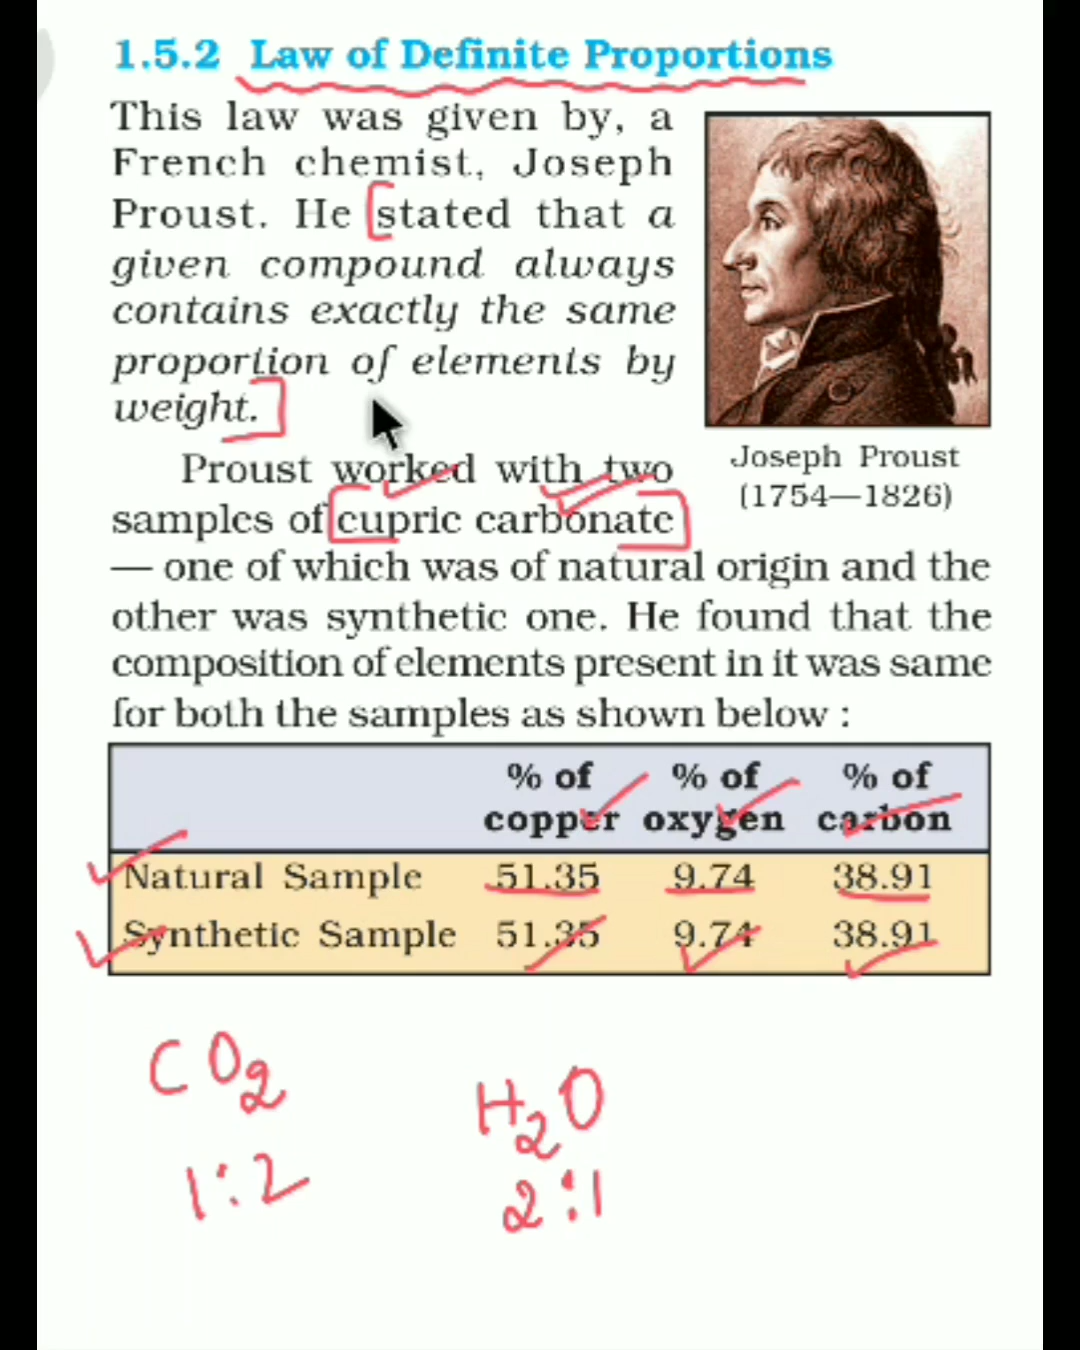 1.5.2 Law of Definite Proportions
This law was given by, a
French chemist, Joseph
Proust. He stated that a
given compound always
contains exactly the same
proportion of elements by
weight.
Joseph Proust
(1754—1826)
Proust worked with two
samples of cupric carbonate
— one of which was of natural origin and the
other was synthetic one. He found that the
composition of elements present in it was same
for both the samples as shown below :
% of % of % of
copper oxygen carbon
Natural Sample 51.35 9.74 38.91
Synthetic Sample 51.35 9.74 38.91
CO2 H2O
1:2 2:1